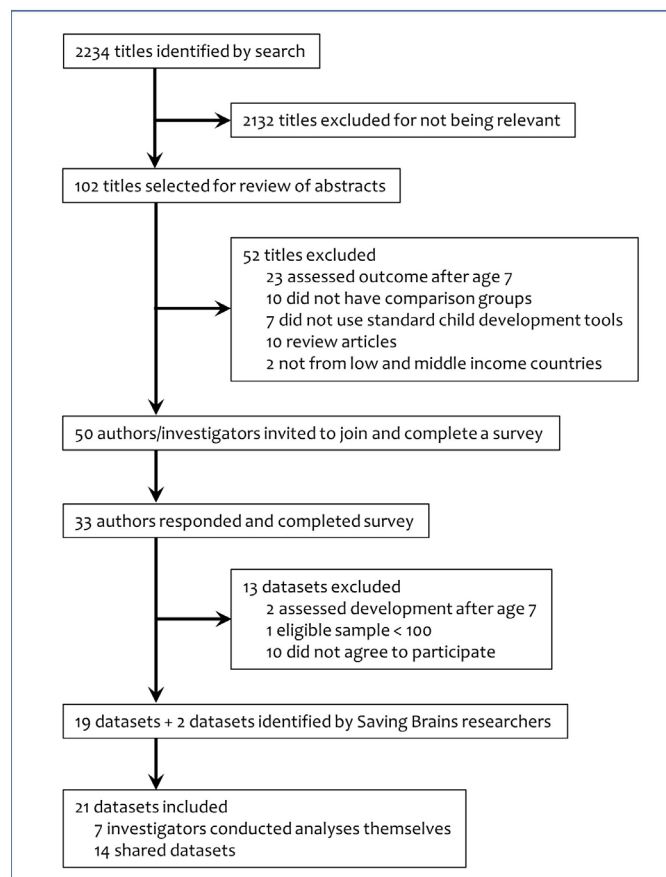 2234 titles identified by search
2132 titles excluded for not being relevant
102 titles selected for review of abstracts
52 titles excluded
23 assessed outcome after age 7
10 did not have comparison groups
7 did not use standard child development tools
10 review articles
2 not from low and middle income countries
50 authors/investigators invited to join and complete a survey
33 authors responded and completed survey
13 datasets excluded
2 assessed development after age 7
1 eligible sample < 100
10 did not agree to participate
19 datasets + 2 datasets identified by Saving Brains researchers
21 datasets included
7 investigators conducted analyses themselves
14 shared datasets